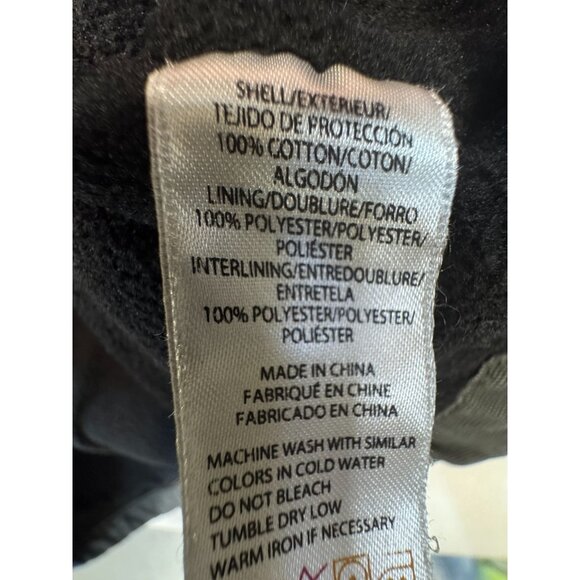 SHELL/EXTÉRIEUR/
TEJIDO DE PROTECCIÓN
100% COTTON/COTON/
ALGODÓN
LINING/DOUBLURE/FORRO
100% POLYESTER/POLYESTER/
POLIÉSTER
INTERLINING/ENTREDOUBLURE/
ENTRETELA
100% POLYESTER/POLYESTER/
POLIÉSTER
MADE IN CHINA
FABRIQUÉ EN CHINE
FABRICADO EN CHINA
MACHINE WASH WITH SIMILAR
COLORS IN COLD WATER
DO NOT BLEACH
TUMBLE DRY LOW
WARM IRON IF NECESSARY